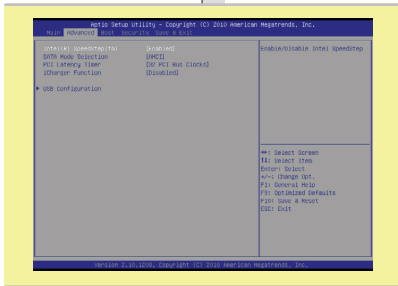 Aptio Setup Utility - Copyright (C) 2010 American Megatrends, Inc.
Main Advanced Boot Security Save & Exit
Intel(R) SpeedStep(tm) [Enabled]
SATA Mode Selection [AHCI]
PCI Latency Timer [32 PCI Bus Clocks]
iCharger Function [Disabled]
USB Configuration
Enable/Disable Intel SpeedStep
↔: Select Screen
↑↓: Select Item
Enter: Select
+/-: Change Opt.
F1: General Help
F9: Optimized Defaults
F10: Save & Reset
ESC: Exit
Version 2.10.1208. Copyright (C) 2010 American Megatrends, Inc.